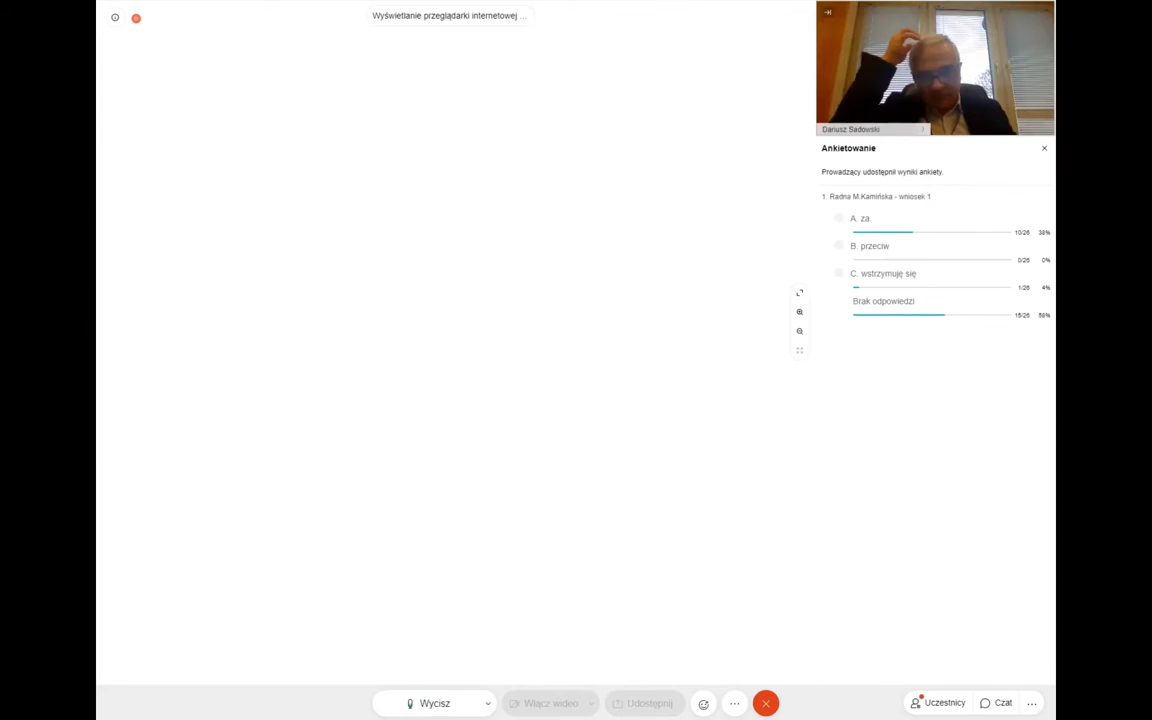 Wyświetlanie przeglądarki internetowej ...
Dariusz Sadowski
Ankietowanie
Prowadzący udostępnił wyniki ankiety.
1. Radna M.Kamińska - wniosek 1
A. za
10/26 38%
B. przeciw
0/26 0%
C. wstrzymuję się
1/26 4%
Brak odpowiedzi
15/26 58%
Wycisz
Włącz wideo
Udostępnij
Uczestnicy
Czat